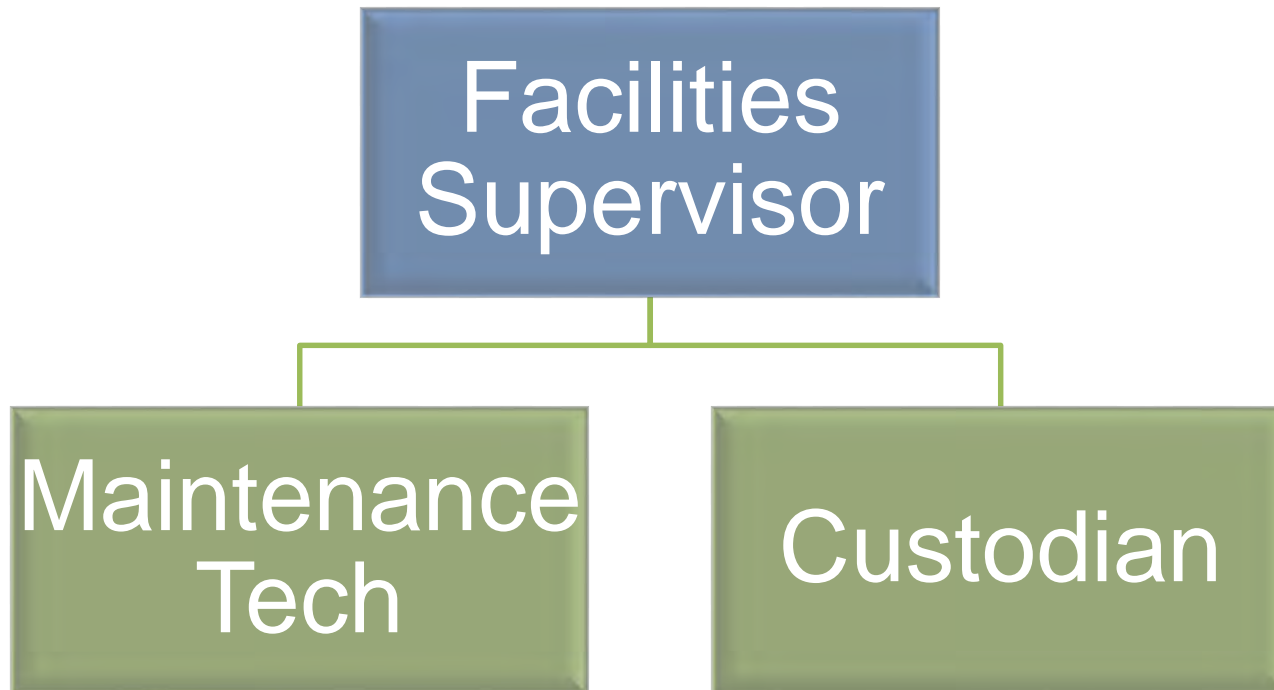 Facilities
Supervisor
Maintenance
Tech
Custodian